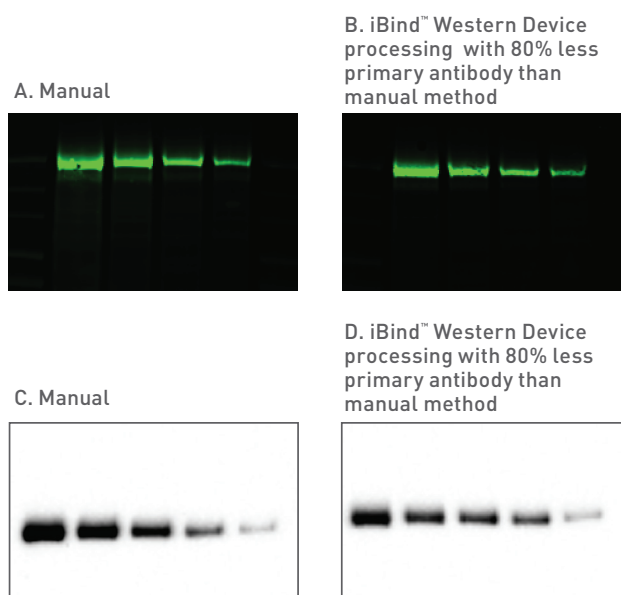 A. Manual
B. iBind™ Western Device
processing with 80% less
primary antibody than
manual method
C. Manual
D. iBind™ Western Device
processing with 80% less
primary antibody than
manual method